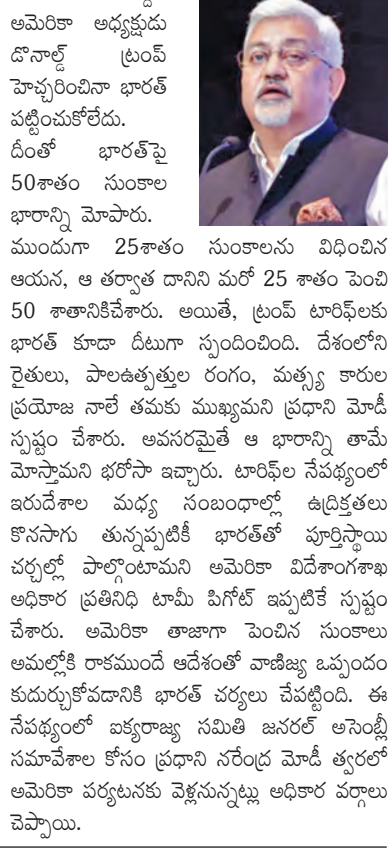 అమెరికా అధ్యక్షుడు
డొనాల్డ్ ట్రంప్
హెచ్చరించినా భారత్
పట్టించుకోలేదు.
దీంతో భారత్‌పై
50శాతం సుంకాల
భారాన్ని మోపారు.
ముందుగా 25శాతం సుంకాలను విధించిన
ఆయన, ఆ తర్వాత దానిని మరో 25 శాతం పెంచి
50 శాతానికిచేశారు. అయితే, ట్రంప్ టారిఫ్‌లకు
భారత్ కూడా దీటుగా స్పందించింది. దేశంలోని
రైతులు, పాలఉత్పత్తుల రంగం, మత్స్య కారుల
ప్రయోజ నాలే తమకు ముఖ్యమని ప్రధాని మోడీ
స్పష్టం చేశారు. అవసరమైతే ఆ భారాన్ని తామే
మోస్తామని భరోసా ఇచ్చారు. టారిఫ్‌ల నేపథ్యంలో
ఇరుదేశాల మధ్య సంబంధాల్లో ఉద్రిక్తతలు
కొనసాగు తున్నప్పటికీ భారత్‌తో పూర్తిస్థాయి
చర్చల్లో పాల్గొంటామని అమెరికా విదేశాంగశాఖ
అధికార ప్రతినిధి టామీ పిగోట్ ఇప్పటికే స్పష్టం
చేశారు. అమెరికా తాజాగా పెంచిన సుంకాలు
అమల్లోకి రాకముందే ఆదేశంతో వాణిజ్య ఒప్పందం
కుదుర్చుకోవడానికి భారత్ చర్యలు చేపట్టింది. ఈ
నేపథ్యంలో ఐక్యరాజ్య సమితి జనరల్ అసెంబ్లీ
సమావేశాల కోసం ప్రధాని నరేంద్ర మోడీ త్వరలో
అమెరికా పర్యటనకు వెళ్లనున్నట్లు అధికార వర్గాలు
చెప్పాయి.